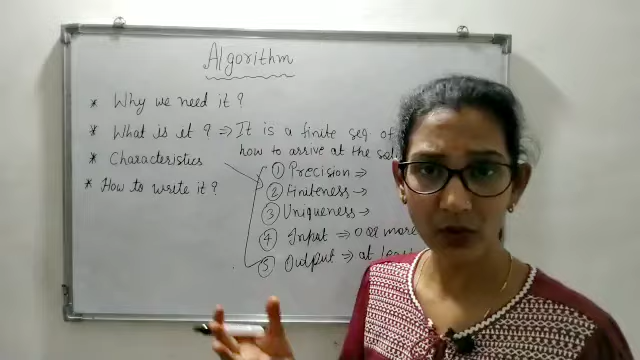 Algorithm
* Why we need it?
* What is it ? ⇒ It is a finite seq of
how to arrive at the sol
* Characteristics
① Precision ⇒
* How to write it?
② Finiteness →
③ Uniqueness →
④ Input ⇒ 0 or more
⑤ Output ⇒ at least